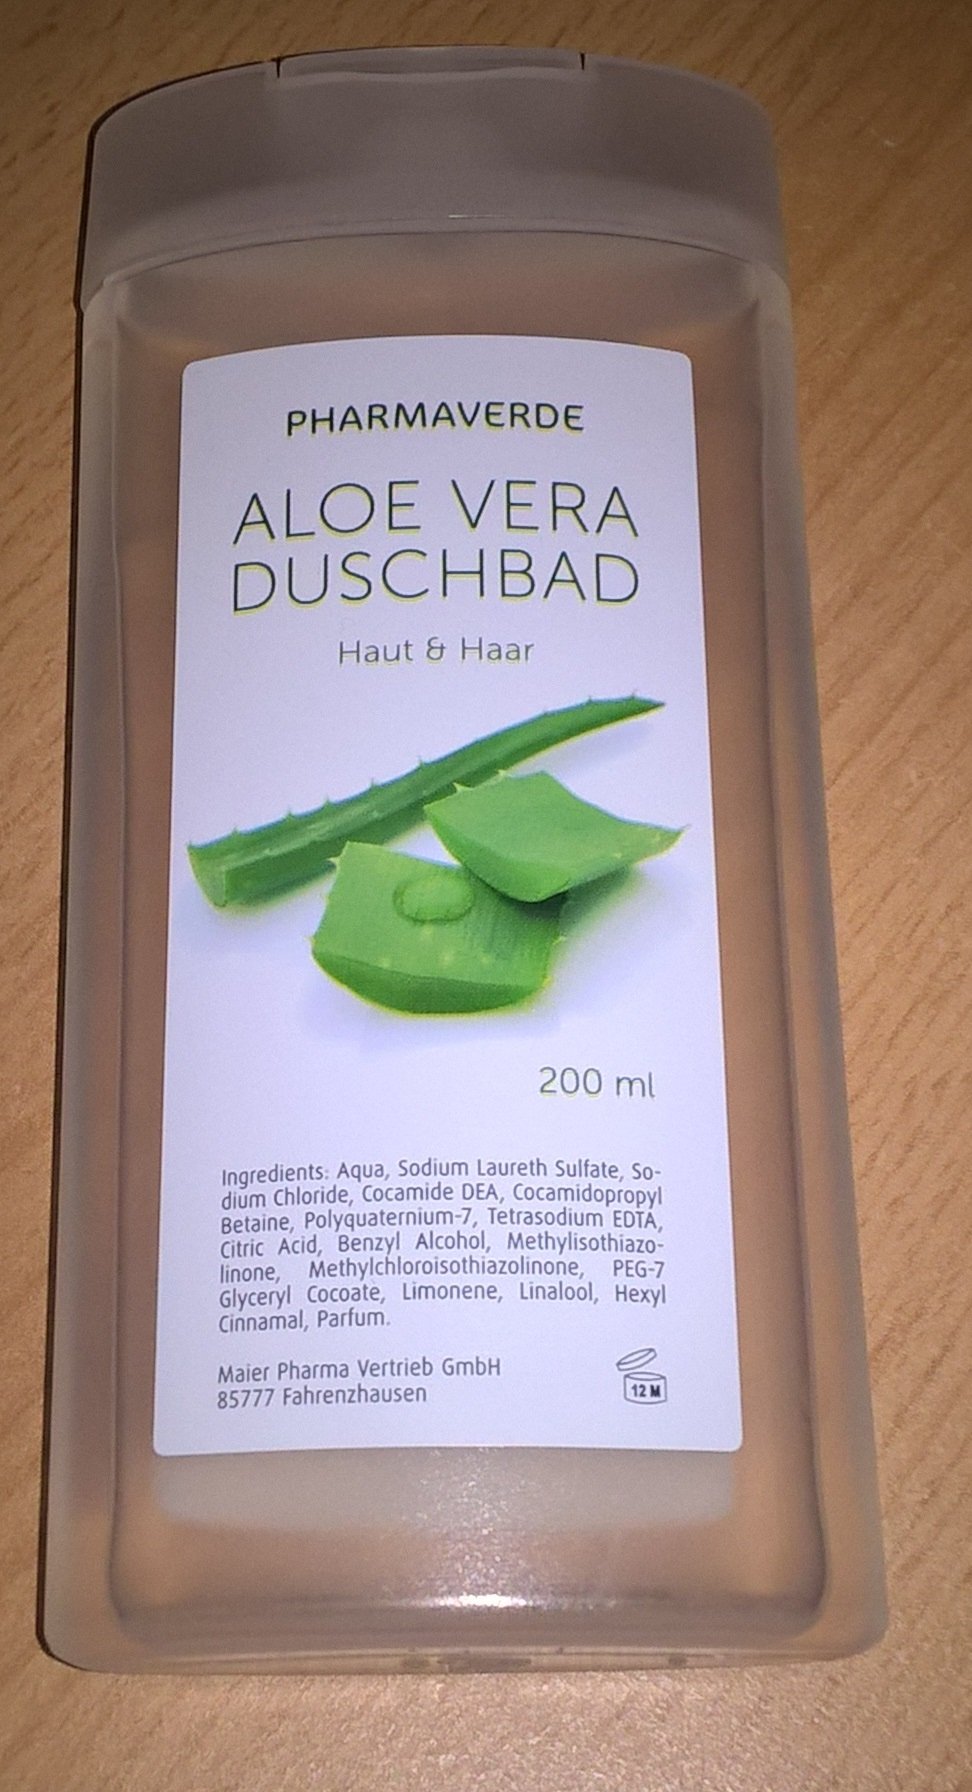 PHARMAVERDE
ALOE VERA
DUSCHBAD
Haut & Haar
200 ml
Ingredients: Aqua, Sodium Laureth Sulfate, So-
dium Chloride, Cocamide DEA, Cocamidopropyl
Betaine, Polyquaternium-7, Tetrasodium EDTA,
Citric Acid, Benzyl Alcohol, Methylisothiazo-
linone, Methylchloroisothiazolinone, PEG-7
Glyceryl Cocoate, Limonene, Linalool, Hexyl
Cinnamal, Parfum.
Maier Pharma Vertrieb GmbH
85777 Fahrenzhausen
12 M